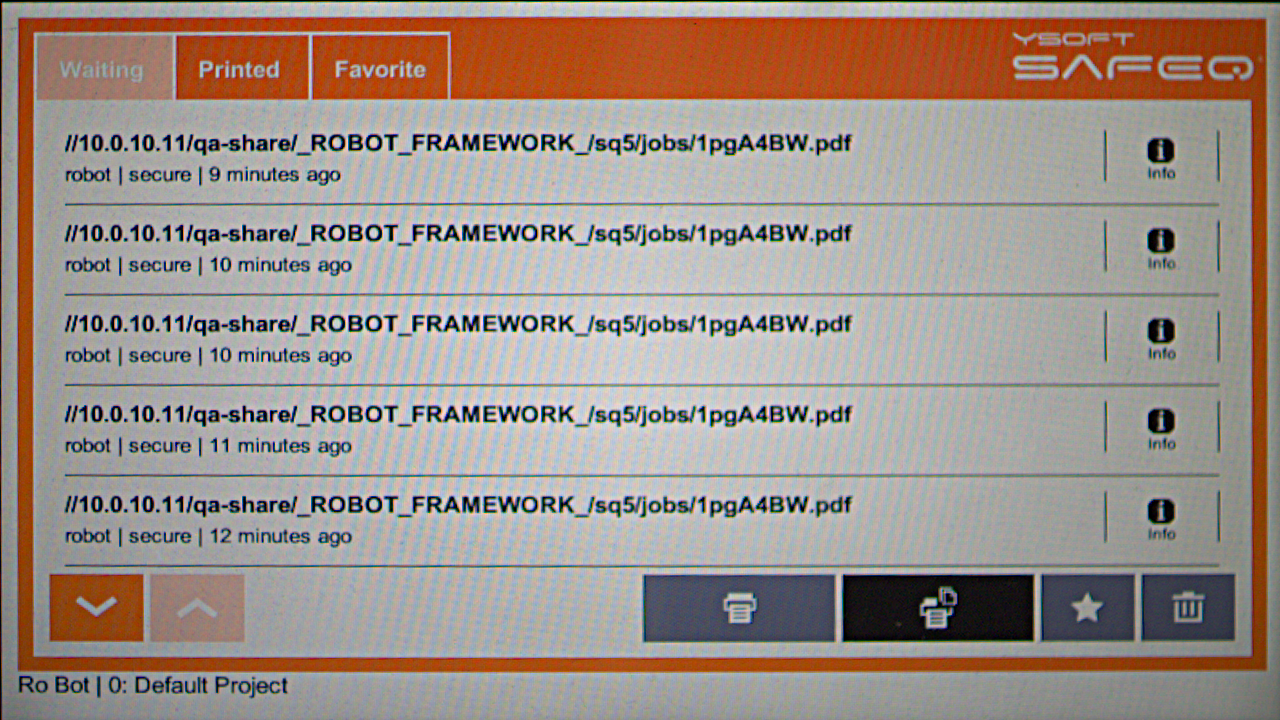 Waiting
Printed
Favorite
YSOFT
SAFEQ
//10.0.10.11/qa-share/_ROBOT_FRAMEWORK_/sq5/jobs/1pgA4BW.pdf
robot | secure | 9 minutes ago
Info
//10.0.10.11/qa-share/_ROBOT_FRAMEWORK_/sq5/jobs/1pgA4BW.pdf
robot | secure | 10 minutes ago
Info
//10.0.10.11/qa-share/_ROBOT_FRAMEWORK_/sq5/jobs/1pgA4BW.pdf
robot | secure | 10 minutes ago
Info
//10.0.10.11/qa-share/_ROBOT_FRAMEWORK_/sq5/jobs/1pgA4BW.pdf
robot | secure | 11 minutes ago
Info
//10.0.10.11/qa-share/_ROBOT_FRAMEWORK_/sq5/jobs/1pgA4BW.pdf
robot | secure | 12 minutes ago
Info
Ro Bot | 0: Default Project